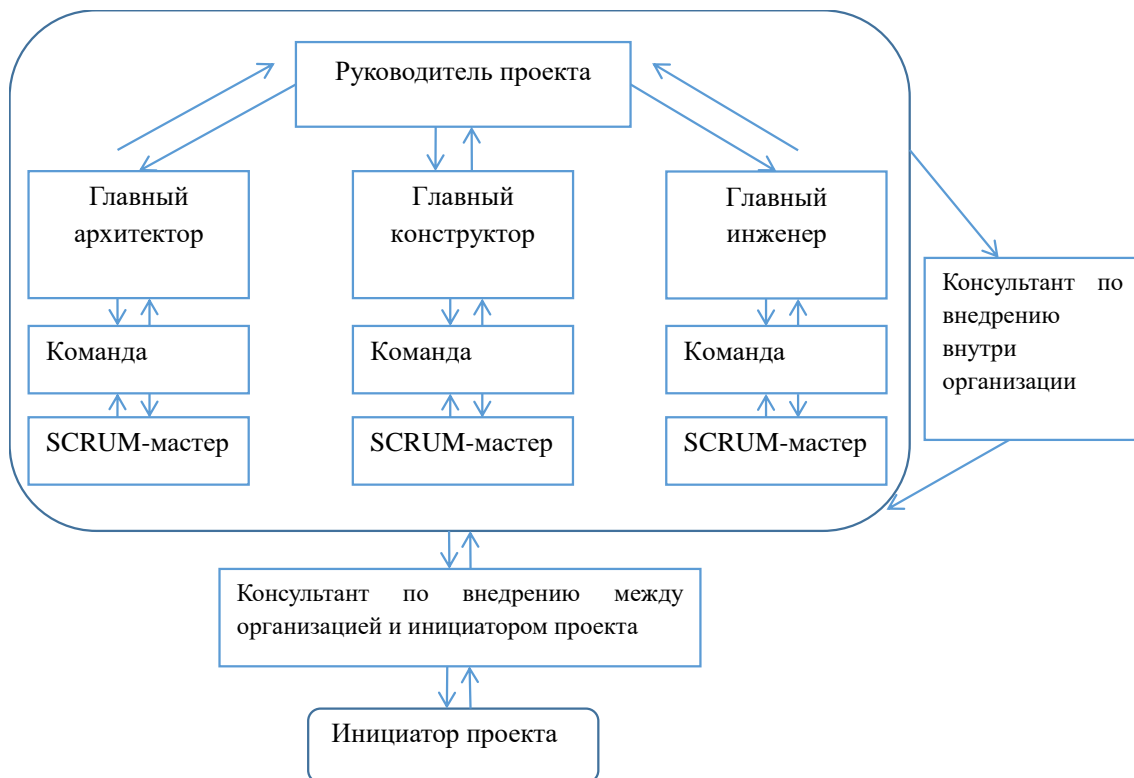 Руководитель проекта
Главный
архитектор
Главный
конструктор
Главный
инженер
Консультант по
внедрению
внутри
организации
Команда
Команда
Команда
SCRUM-мастер
SCRUM-мастер
SCRUM-мастер
Консультант по внедрению между
организацией и инициатором проекта
Инициатор проекта